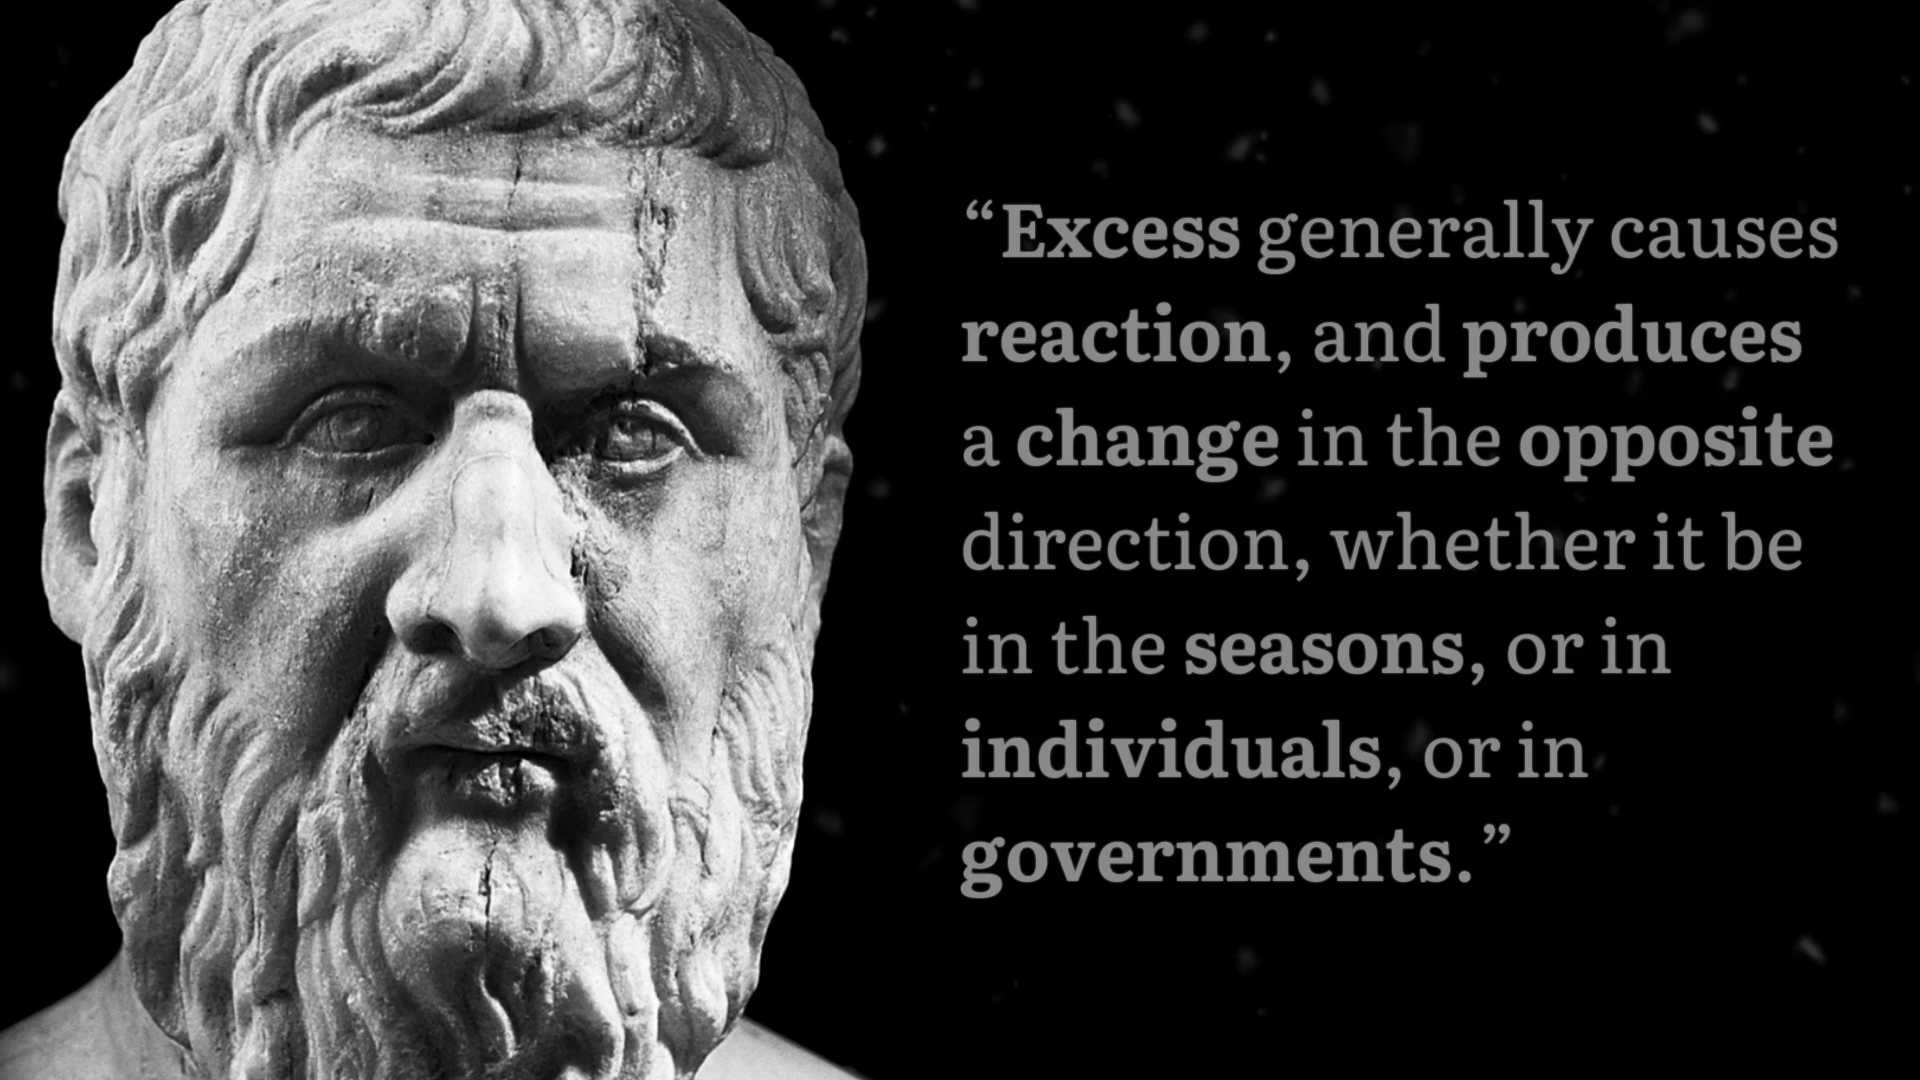 “Excess generally causes
reaction, and produces
a change in the opposite
direction, whether it be
in the seasons, or in
individuals, or in
governments.”